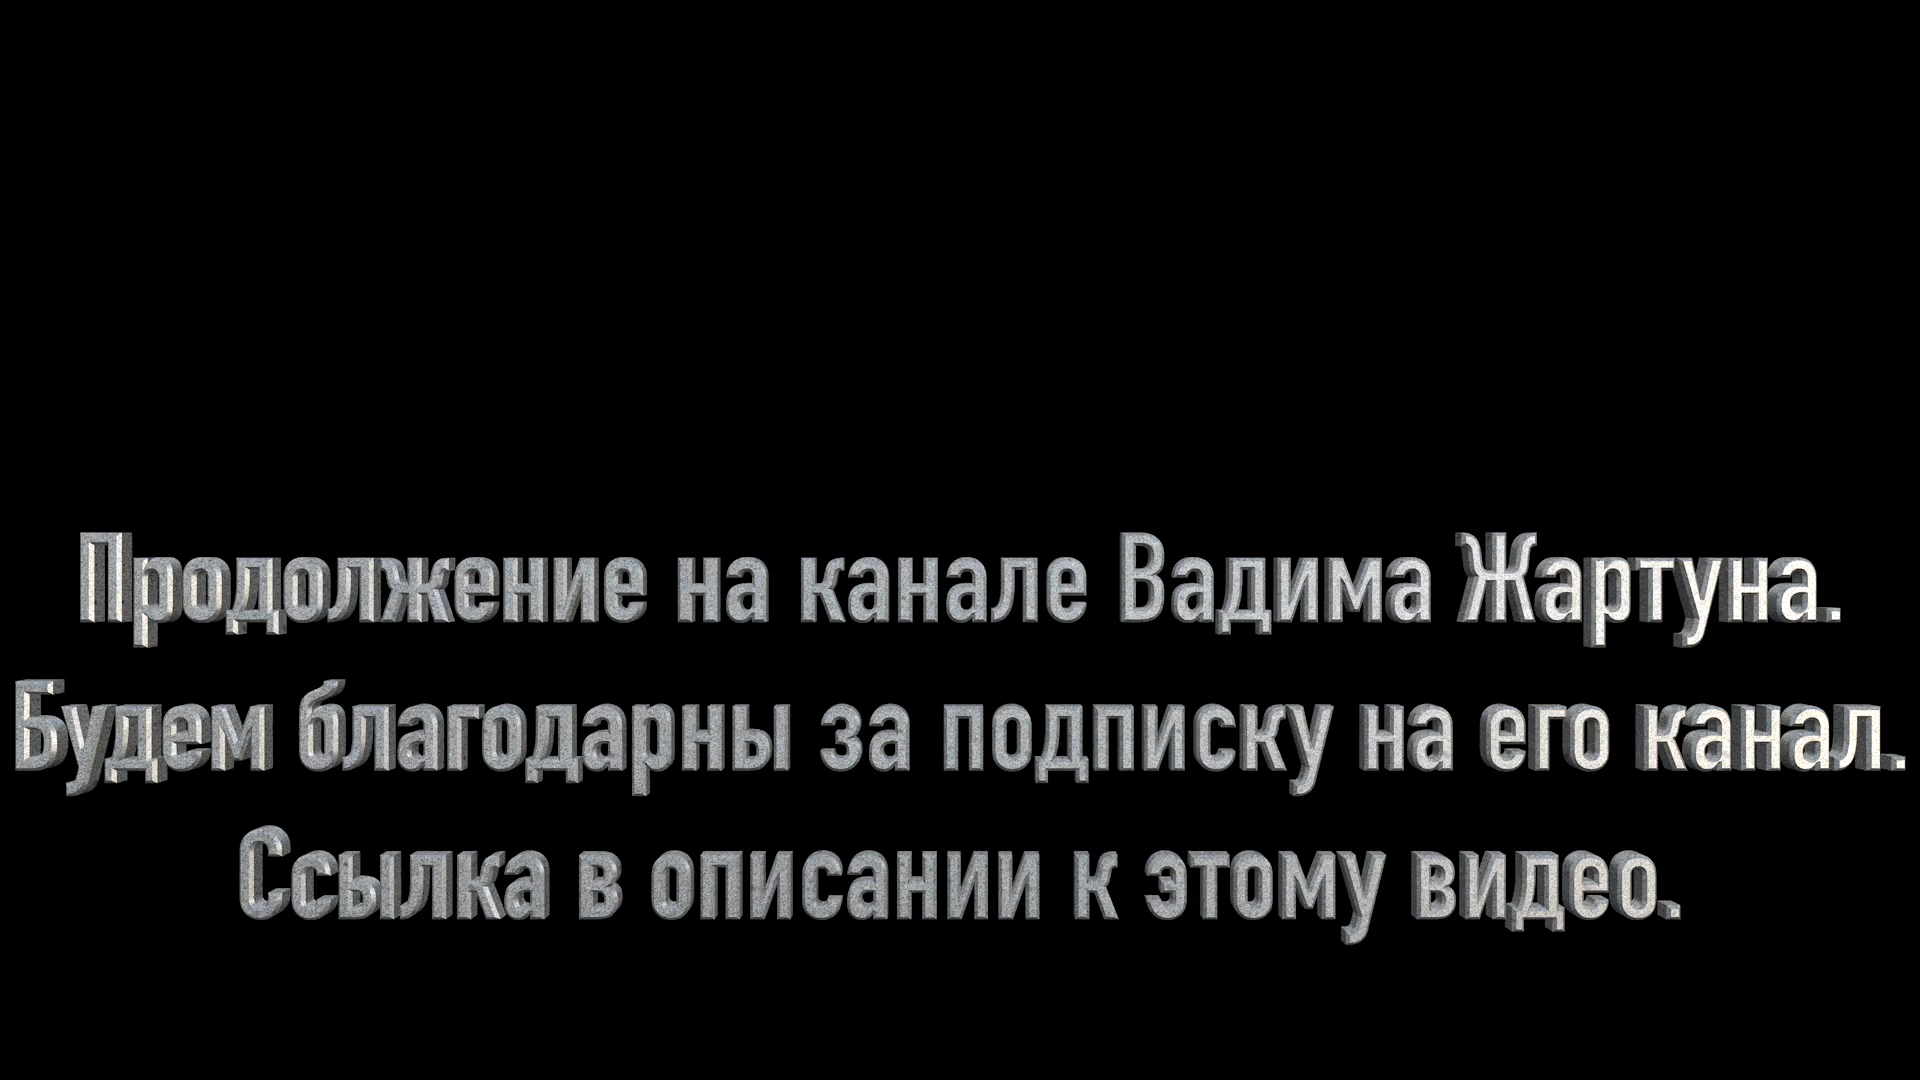 Продолжение на канале Вадима Жартуна.
Будем благодарны за подписку на его канал.
Ссылка в описании к этому видео.